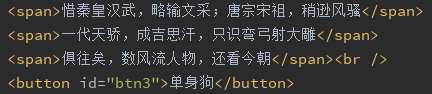 <span>惜秦皇汉武，略输文采；唐宗宋祖，稍逊风骚</span>
<span>一代天骄，成吉思汗，只识弯弓射大雕</span>
<span>俱往矣，数风流人物，还看今朝</span><br />
<button id="btn3">单身狗</button>